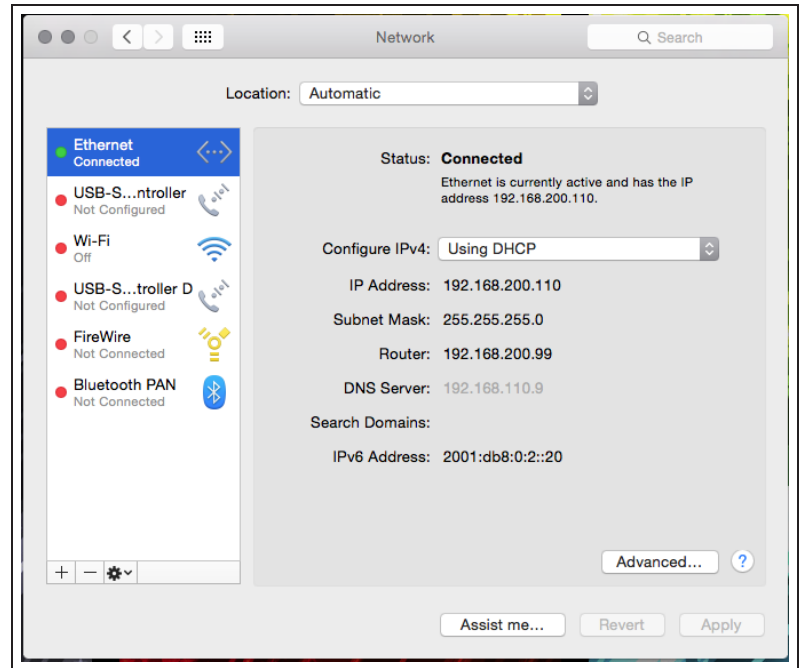 Network
Search
Location: Automatic
Ethernet
Connected
USB-S...ntroller
Not Configured
Wi-Fi
Off
USB-S...troller D
Not Configured
FireWire
Not Connected
Bluetooth PAN
Not Connected
Status: Connected
Ethernet is currently active and has the IP
address 192.168.200.110.
Configure IPv4: Using DHCP
IP Address: 192.168.200.110
Subnet Mask: 255.255.255.0
Router: 192.168.200.99
DNS Server: 192.168.110.9
Search Domains:
IPv6 Address: 2001:db8:0:2::20
Advanced... ?
Assist me... Revert Apply